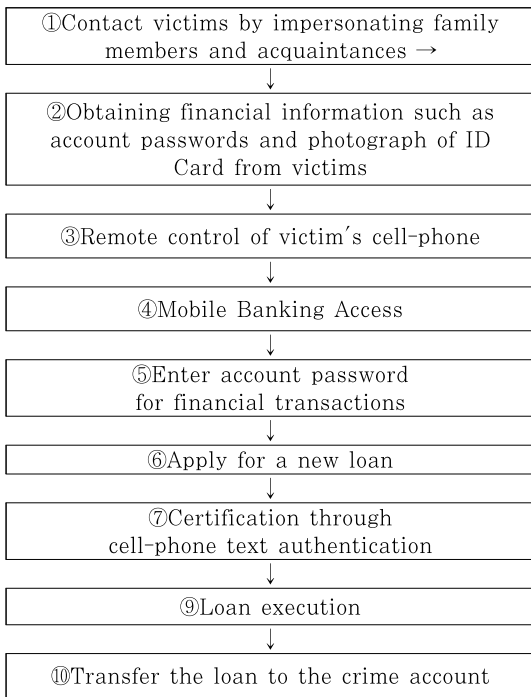 ①Contact victims by impersonating family
members and acquaintances →
②Obtaining financial information such as
account passwords and photograph of ID
Card from victims
③Remote control of victim's cell-phone
④Mobile Banking Access
⑤Enter account password
for financial transactions
⑥Apply for a new loan
⑦Certification through
cell-phone text authentication
⑨Loan execution
⑩Transfer the loan to the crime account